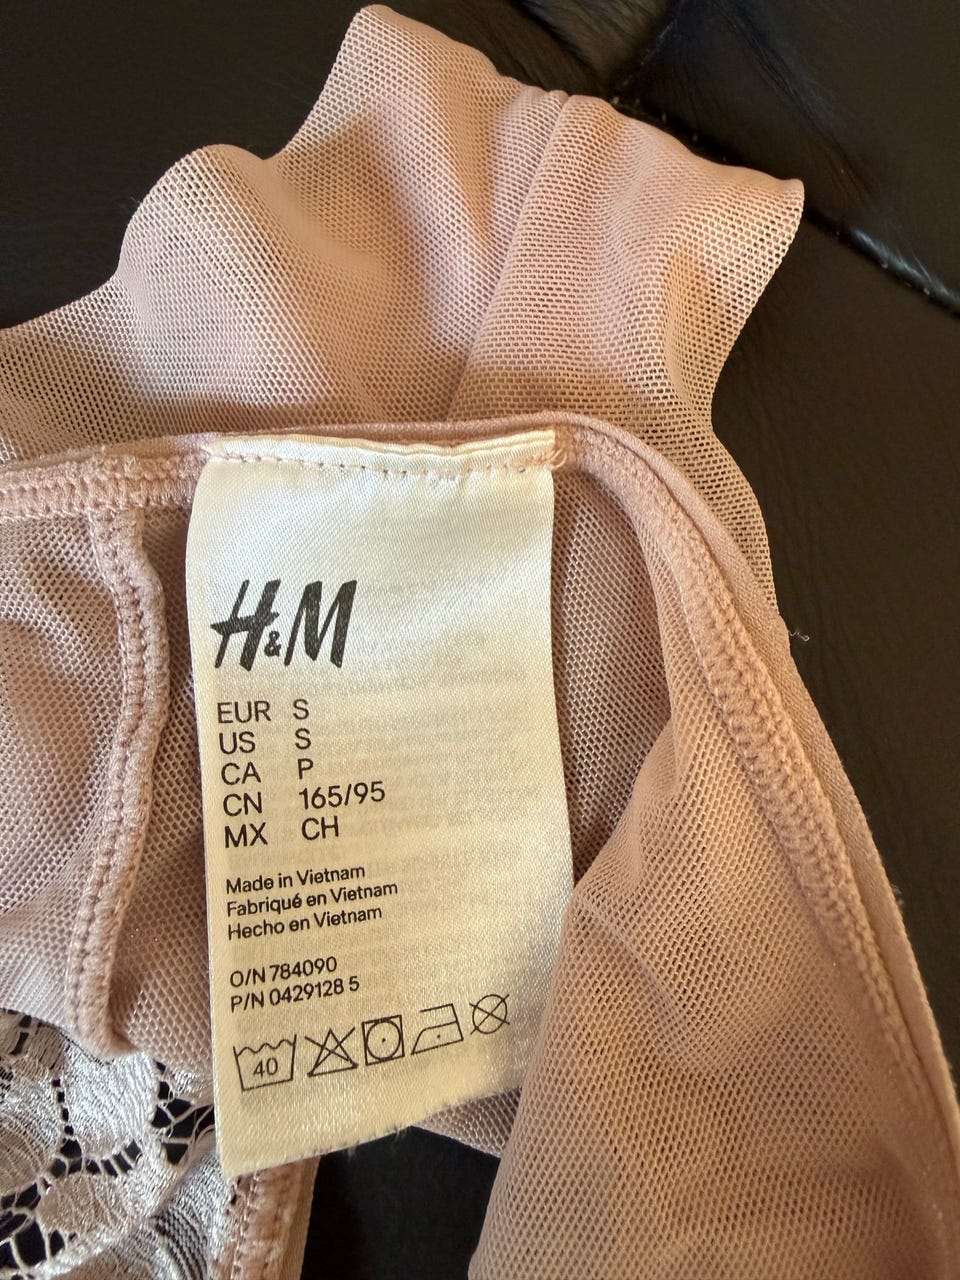 H&M
EUR S
US S
CA P
CN 165/95
MX CH
Made in Vietnam
Fabriqué en Vietnam
Hecho en Vietnam
O/N 784090
P/N 0429128 5
40